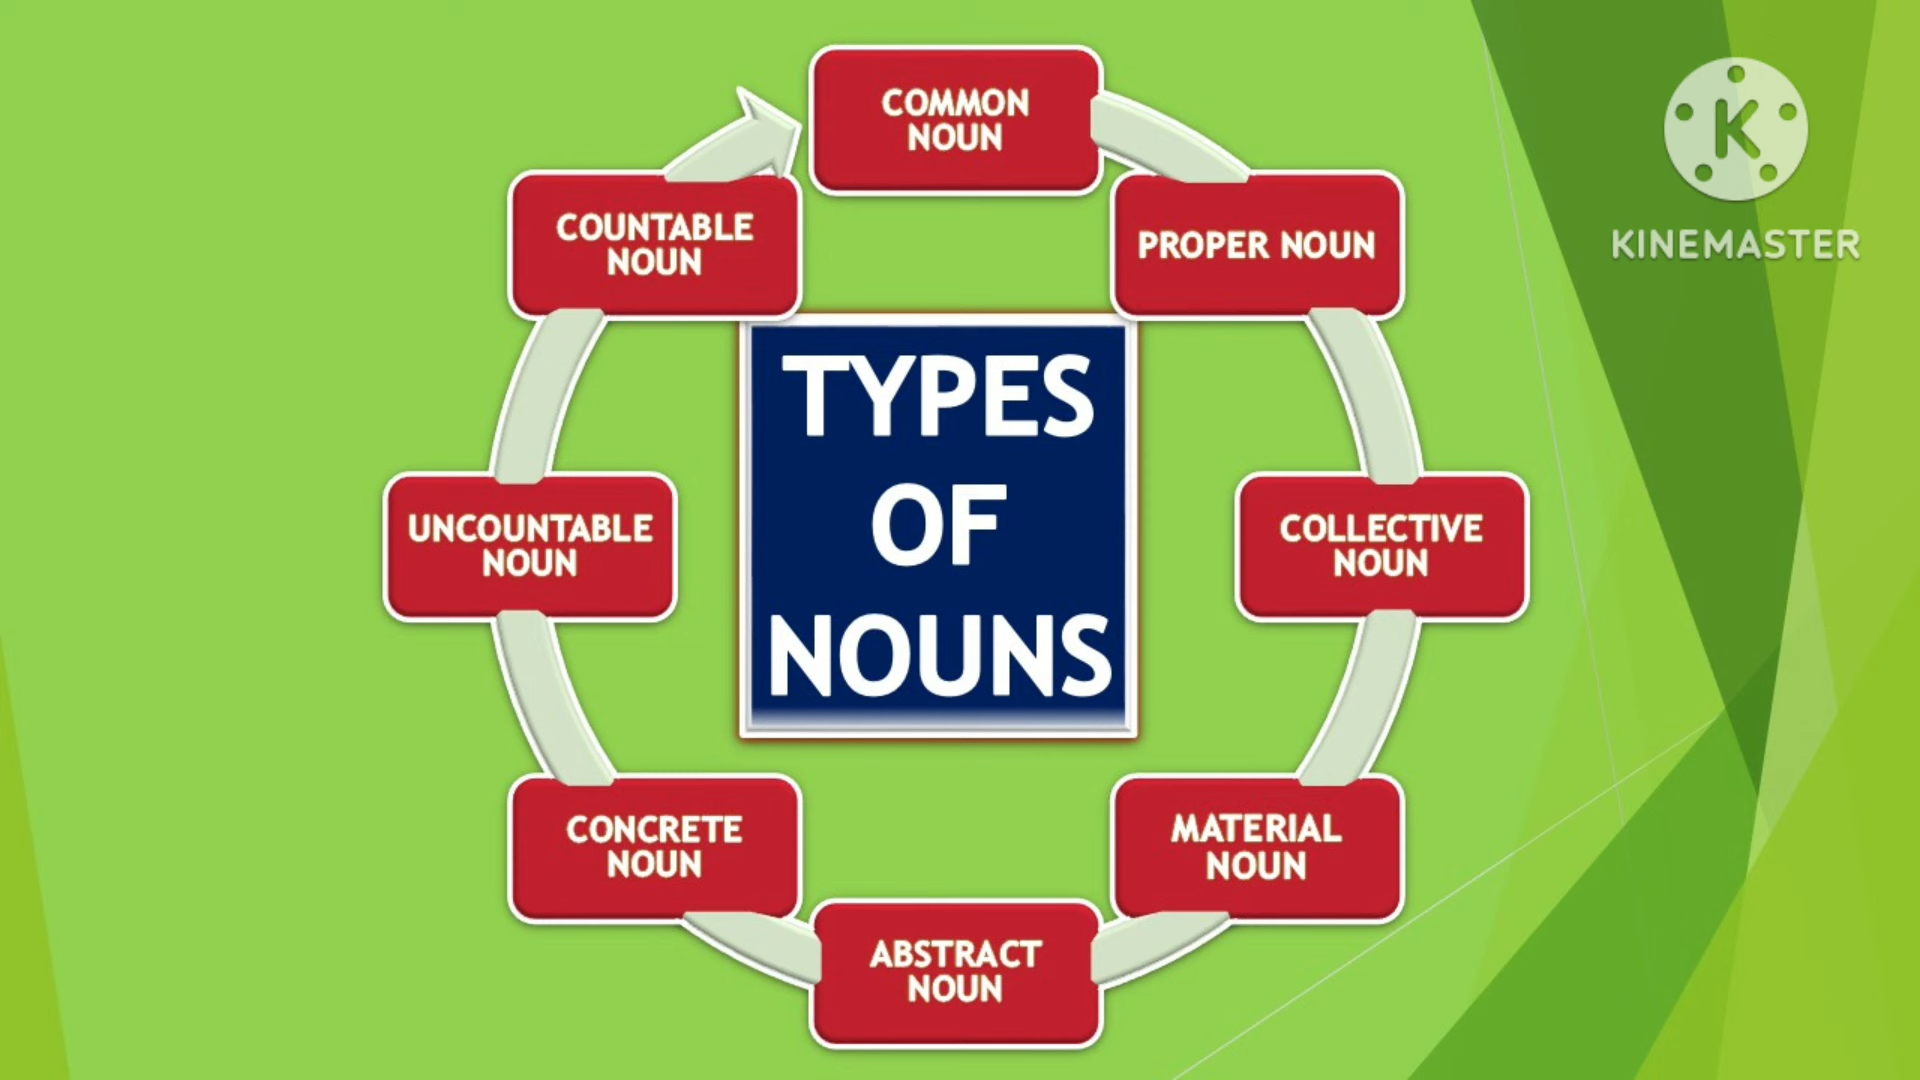 COMMON
NOUN
PROPER NOUN
COLLECTIVE
NOUN
MATERIAL
NOUN
ABSTRACT
NOUN
CONCRETE
NOUN
UNCOUNTABLE
NOUN
COUNTABLE
NOUN
TYPES
OF
NOUNS
K
KINEMASTER